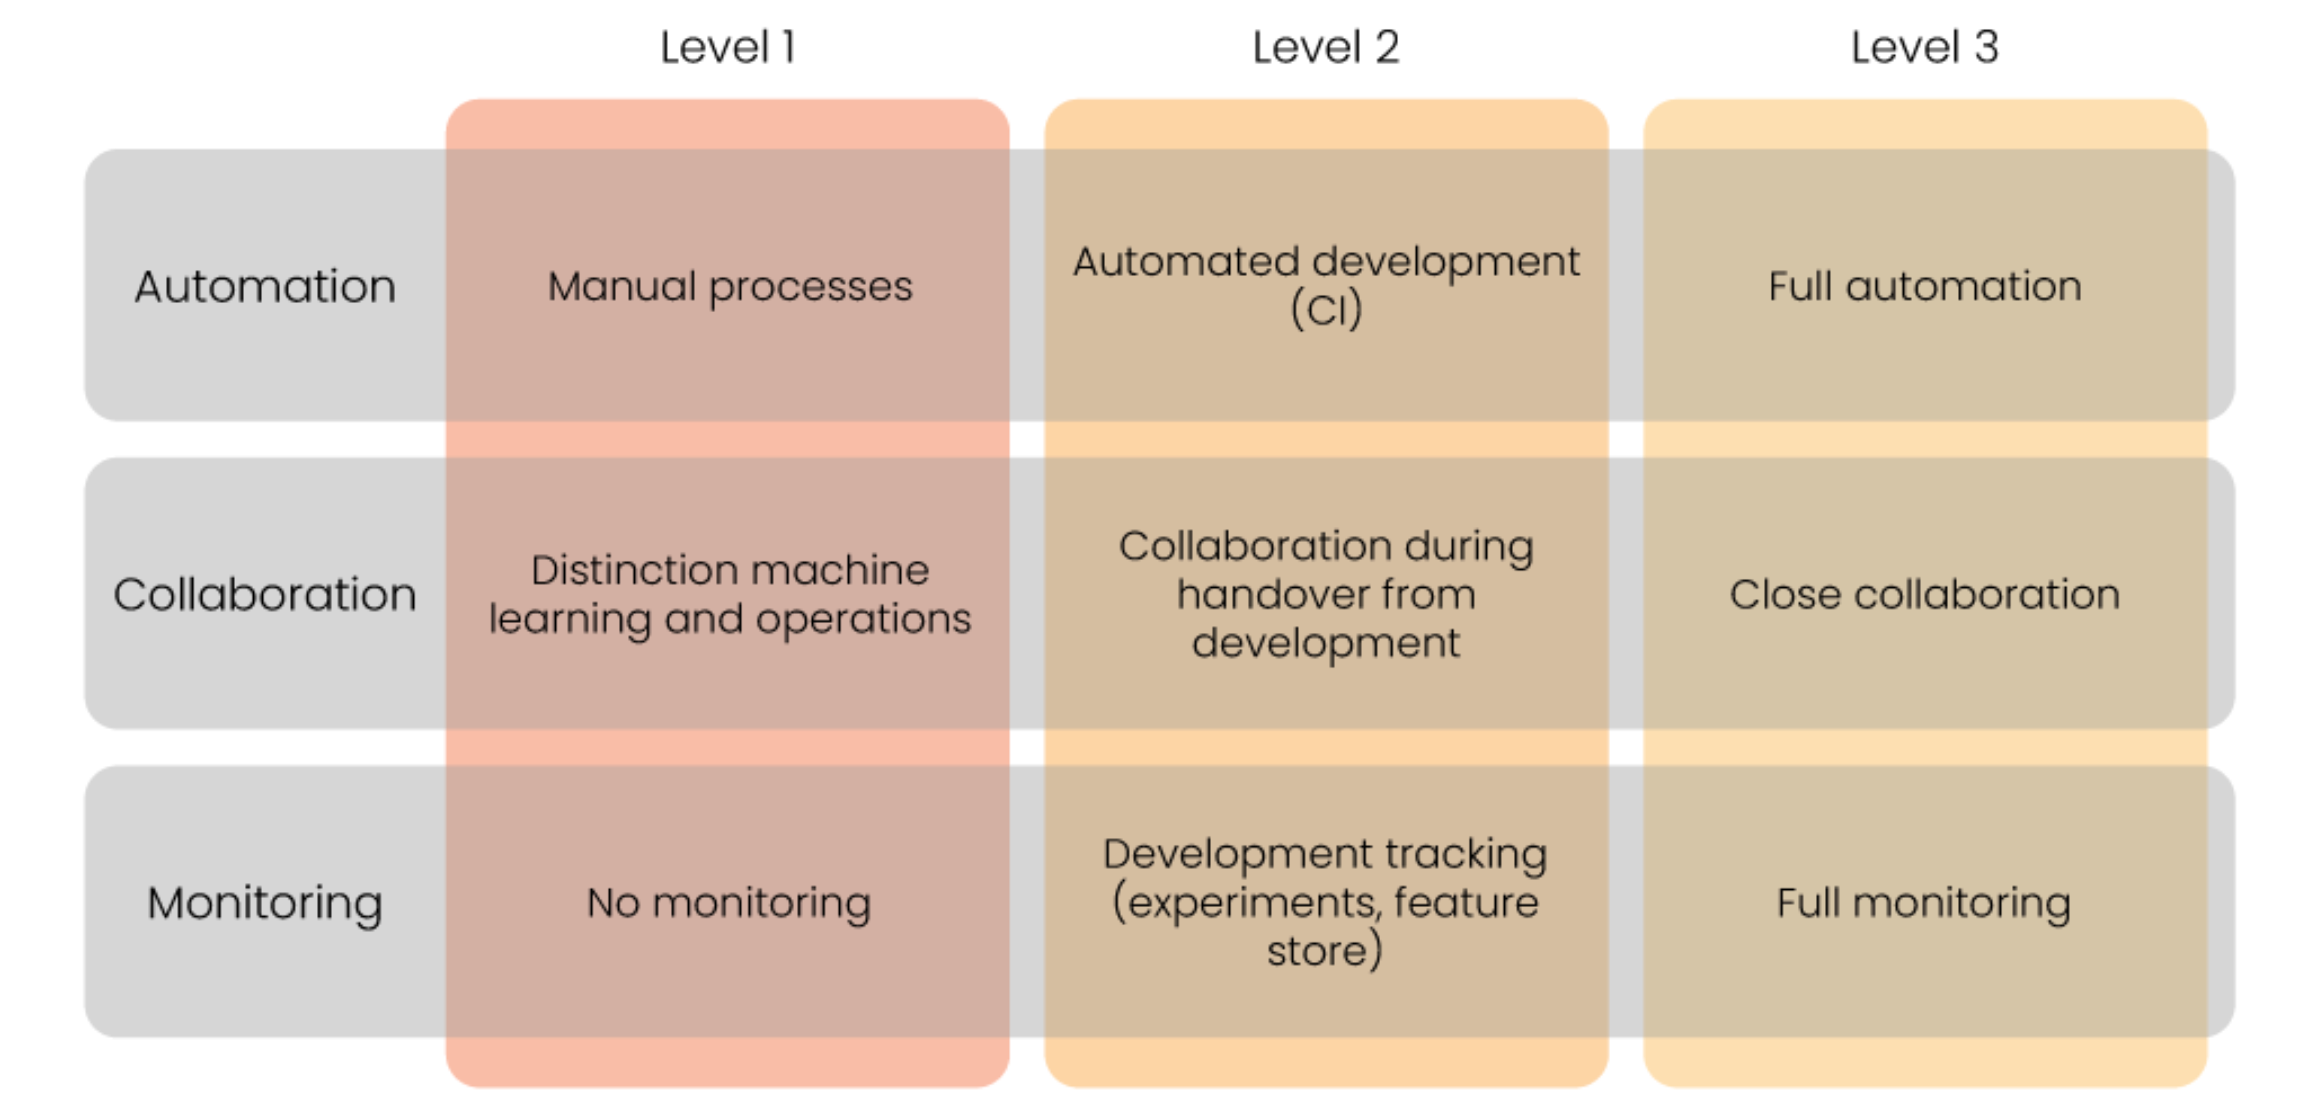 Level 1
Level 2
Level 3
Automation
Manual processes
Automated development
(CI)
Full automation
Collaboration
Distinction machine
learning and operations
Collaboration during
handover from
development
Close collaboration
Monitoring
No monitoring
Development tracking
(experiments, feature
store)
Full monitoring